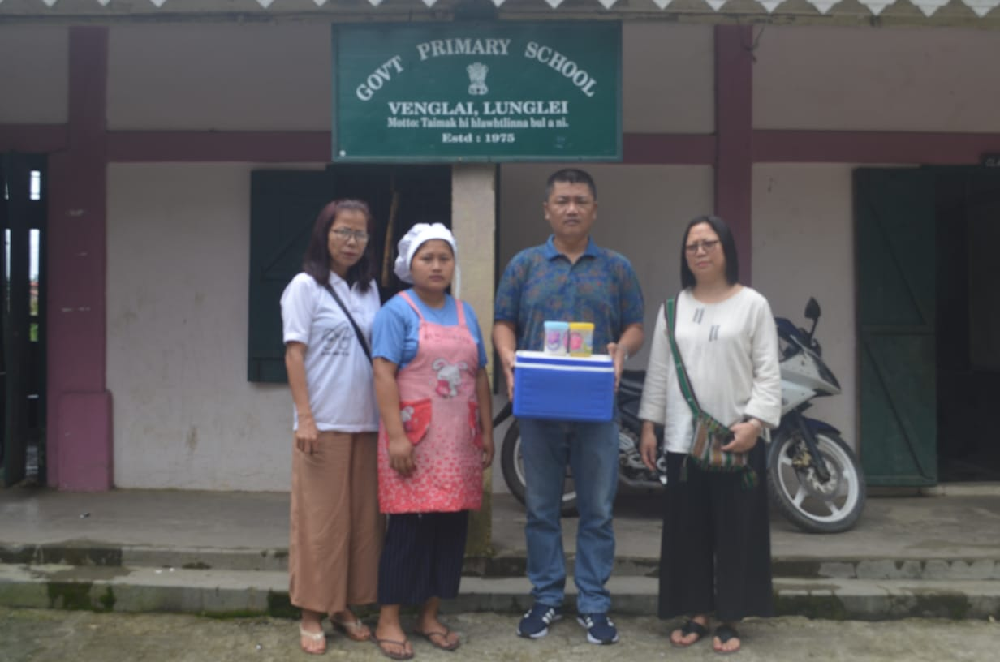 GOVT PRIMARY SCHOOL
VENGLAI, LUNGLEI
Motto: Taimak hi hlawhtlinna bul a ni.
Estd : 1975